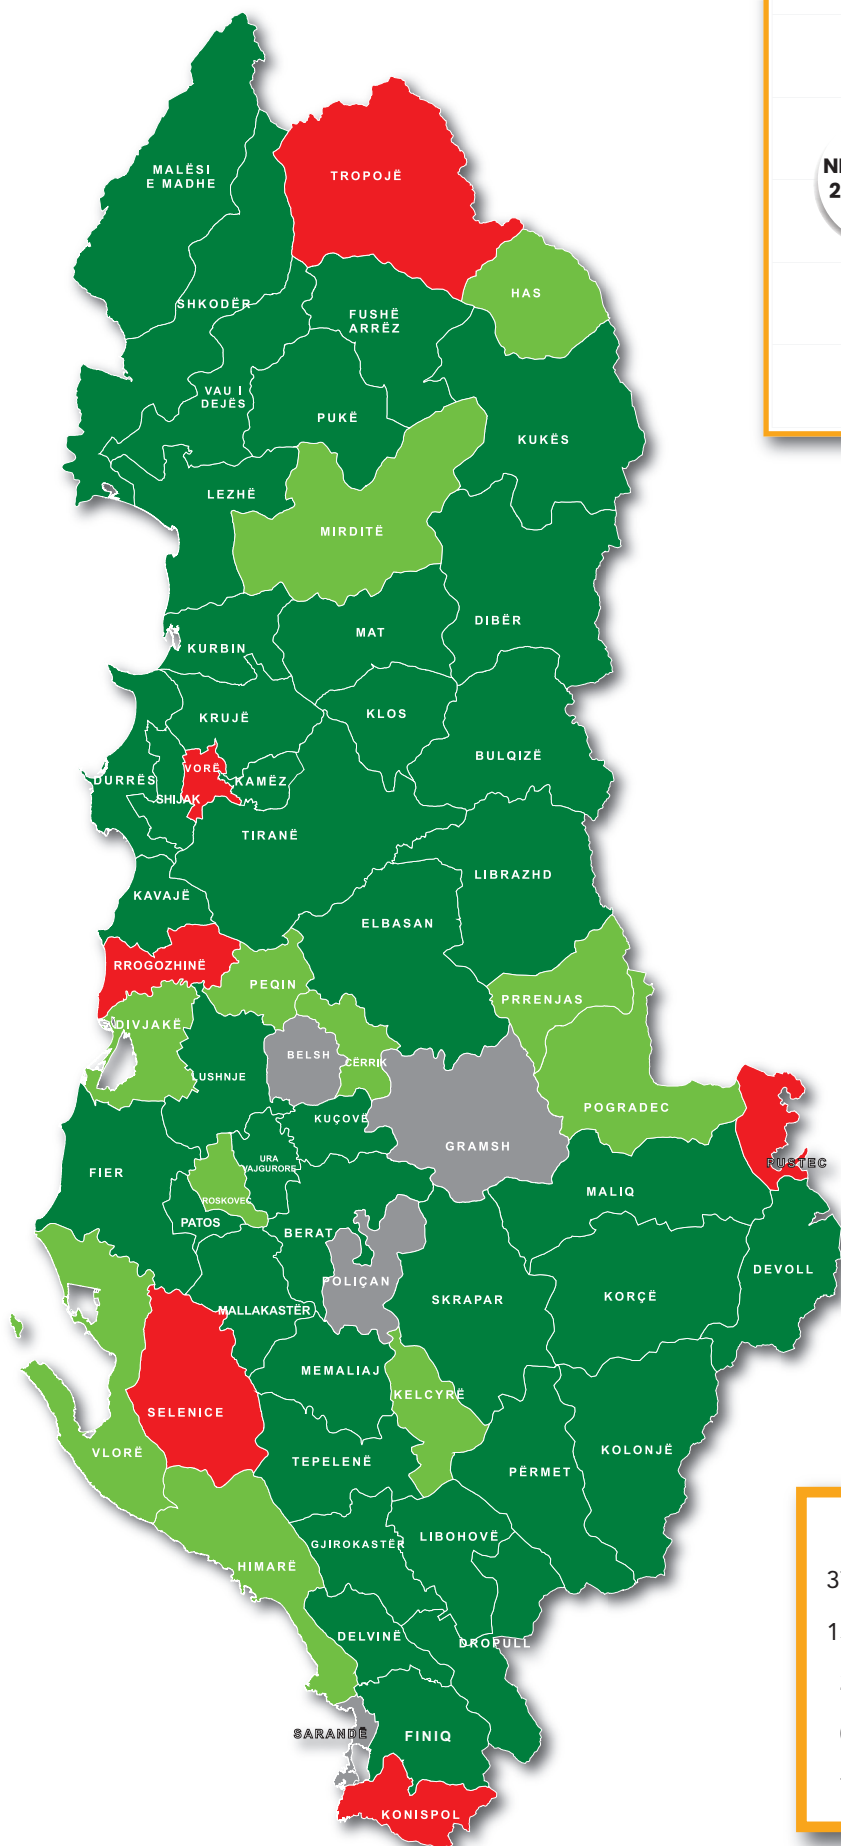 MALËSI
E MADHE
TROPOJË
HAS
SHKODËR
FUSHË
ARRËZ
VAU I
DEJËS
PUKË
KUKËS
LEZHË
MIRDITË
DIBËR
MAT
KURBIN
KLOS
KRUJË
BULQIZË
VORË
DURRËS
KAMËZ
SHIJAK
TIRANË
LIBRAZHD
KAVAJË
ELBASAN
RROGOZHINË
PEQIN
PRRENJAS
DIVJAKË
BELSH
CËRRIK
LUSHNJE
POGRADEC
KUÇOVË
GRAMSH
URA
VAJGURORE
PUSTEC
FIER
MALIQ
ROSKOVEC
PATOS
BERAT
DEVOLL
POLIÇAN
SKRAPAR
KORÇË
MALLAKASTËR
MEMALIAJ
KELCYRË
SELENICE
VLORË
TEPELENË
KOLONJË
PËRMET
LIBOHOVË
GJIROKASTËR
HIMARË
DELVINË
DROPULL
SARANDË
FINIQ
KONISPOL